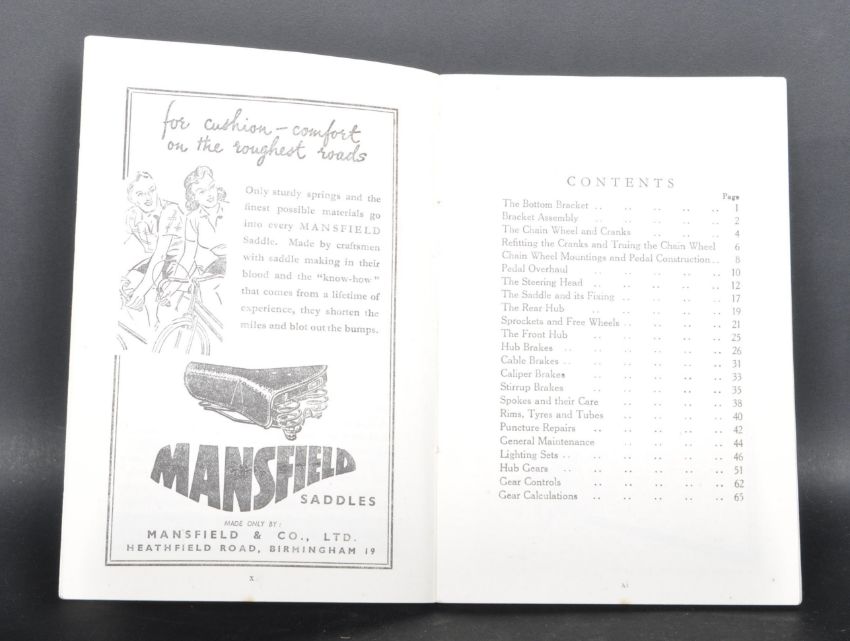 for cushion – comfort
on the roughest roads
Only sturdy springs and the
finest possible materials go
into every MANSFIELD
Saddle. Made by craftsmen
with saddle making in their
blood and the "know-how"
that comes from a lifetime of
experience, they shorten the
miles and blot out the bumps.
MANSFIELD
SADDLES
MADE ONLY BY:
MANSFIELD & CO., LTD.
HEATHFIELD ROAD, BIRMINGHAM 19
x
CONTENTS
Page
The Bottom Bracket .. .. .. .. .. 1
Bracket Assembly .. .. .. .. .. 2
The Chain Wheel and Cranks .. .. .. 4
Refitting the Cranks and Truing the Chain Wheel 6
Chain Wheel Mountings and Pedal Construction .. 8
Pedal Overhaul .. .. .. .. .. 10
The Steering Head .. .. .. .. .. 12
The Saddle and its Fixing .. .. .. .. 17
The Rear Hub .. .. .. .. .. 19
Sprockets and Free Wheels .. .. .. .. 21
The Front Hub .. .. .. .. .. 25
Hub Brakes .. .. .. .. .. .. 26
Cable Brakes .. .. .. .. .. .. 31
Caliper Brakes .. .. .. .. .. 33
Stirrup Brakes .. .. .. .. .. 35
Spokes and their Care .. .. .. .. 38
Rims, Tyres and Tubes .. .. .. .. 40
Puncture Repairs .. .. .. .. .. 42
General Maintenance .. .. .. .. 44
Lighting Sets .. .. .. .. .. .. 46
Hub Gears .. .. .. .. .. .. 51
Gear Controls .. .. .. .. .. 62
Gear Calculations .. .. .. .. .. 65
xi